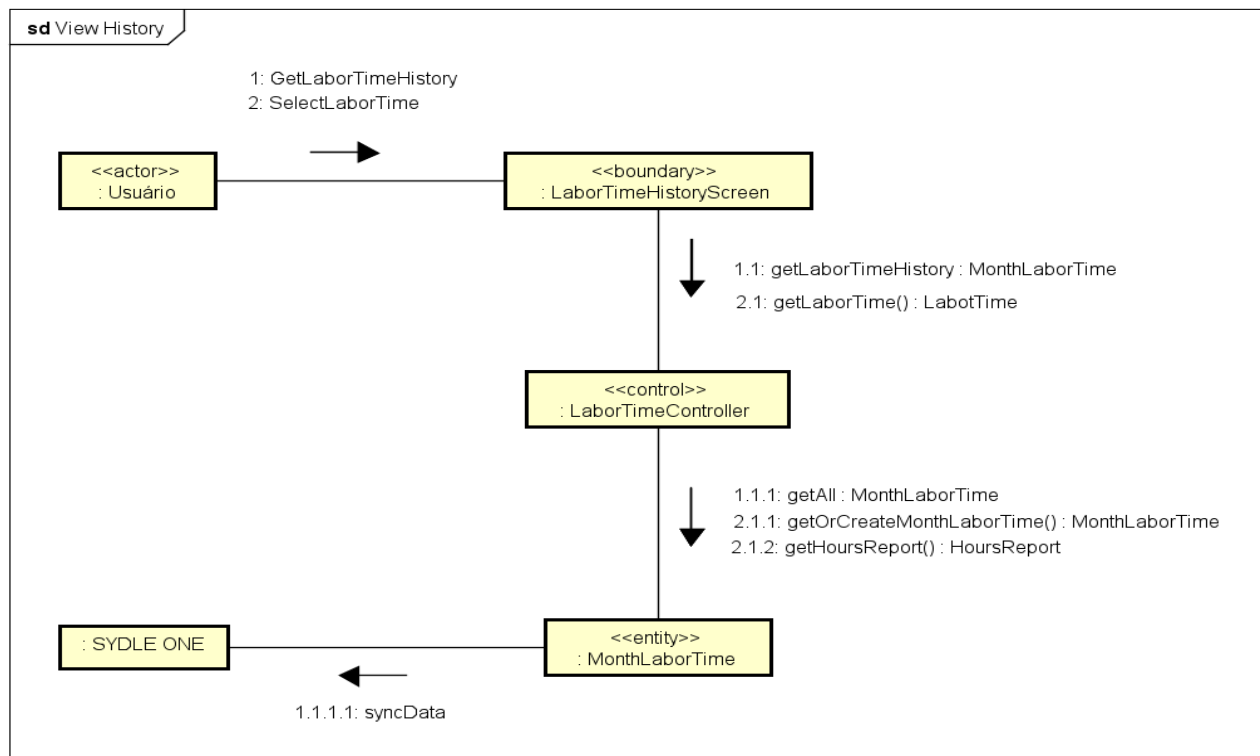 sd View History
1: GetLaborTimeHistory
2: SelectLaborTime
<<actor>>
: Usuário
<<boundary>>
: LaborTimeHistoryScreen
1.1: getLaborTimeHistory : MonthLaborTime
2.1: getLaborTime() : LabotTime
<<control>>
: LaborTimeController
1.1.1: getAll : MonthLaborTime
2.1.1: getOrCreateMonthLaborTime() : MonthLaborTime
2.1.2: getHoursReport() : HoursReport
: SYDLE ONE
<<entity>>
: MonthLaborTime
1.1.1.1: syncData